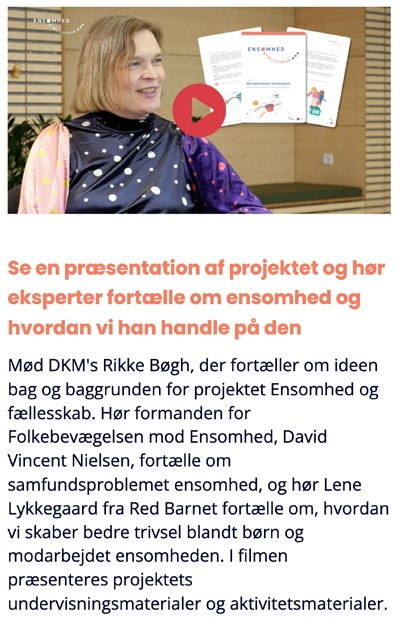 ENSOMHED
ENSOMHED
Se en præsentation af projektet og hør
eksperter fortælle om ensomhed og
hvordan vi han handle på den
Mød DKM's Rikke Bøgh, der fortæller om ideen
bag og baggrunden for projektet Ensomhed og
fællesskab. Hør formanden for
Folkebevægelsen mod Ensomhed, David
Vincent Nielsen, fortælle om
samfundsproblemet ensomhed, og hør Lene
Lykkegaard fra Red Barnet fortælle om, hvordan
vi skaber bedre trivsel blandt børn og
modarbejdet ensomheden. I filmen
præsenteres projektets
undervisningsmaterialer og aktivitetsmaterialer.